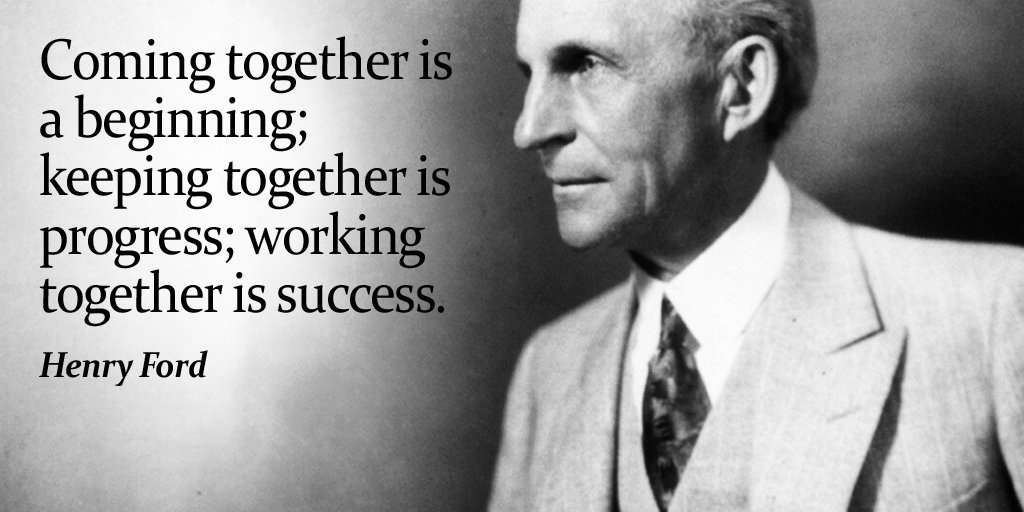 Coming together is
a beginning;
keeping together is
progress; working
together is success.
Henry Ford